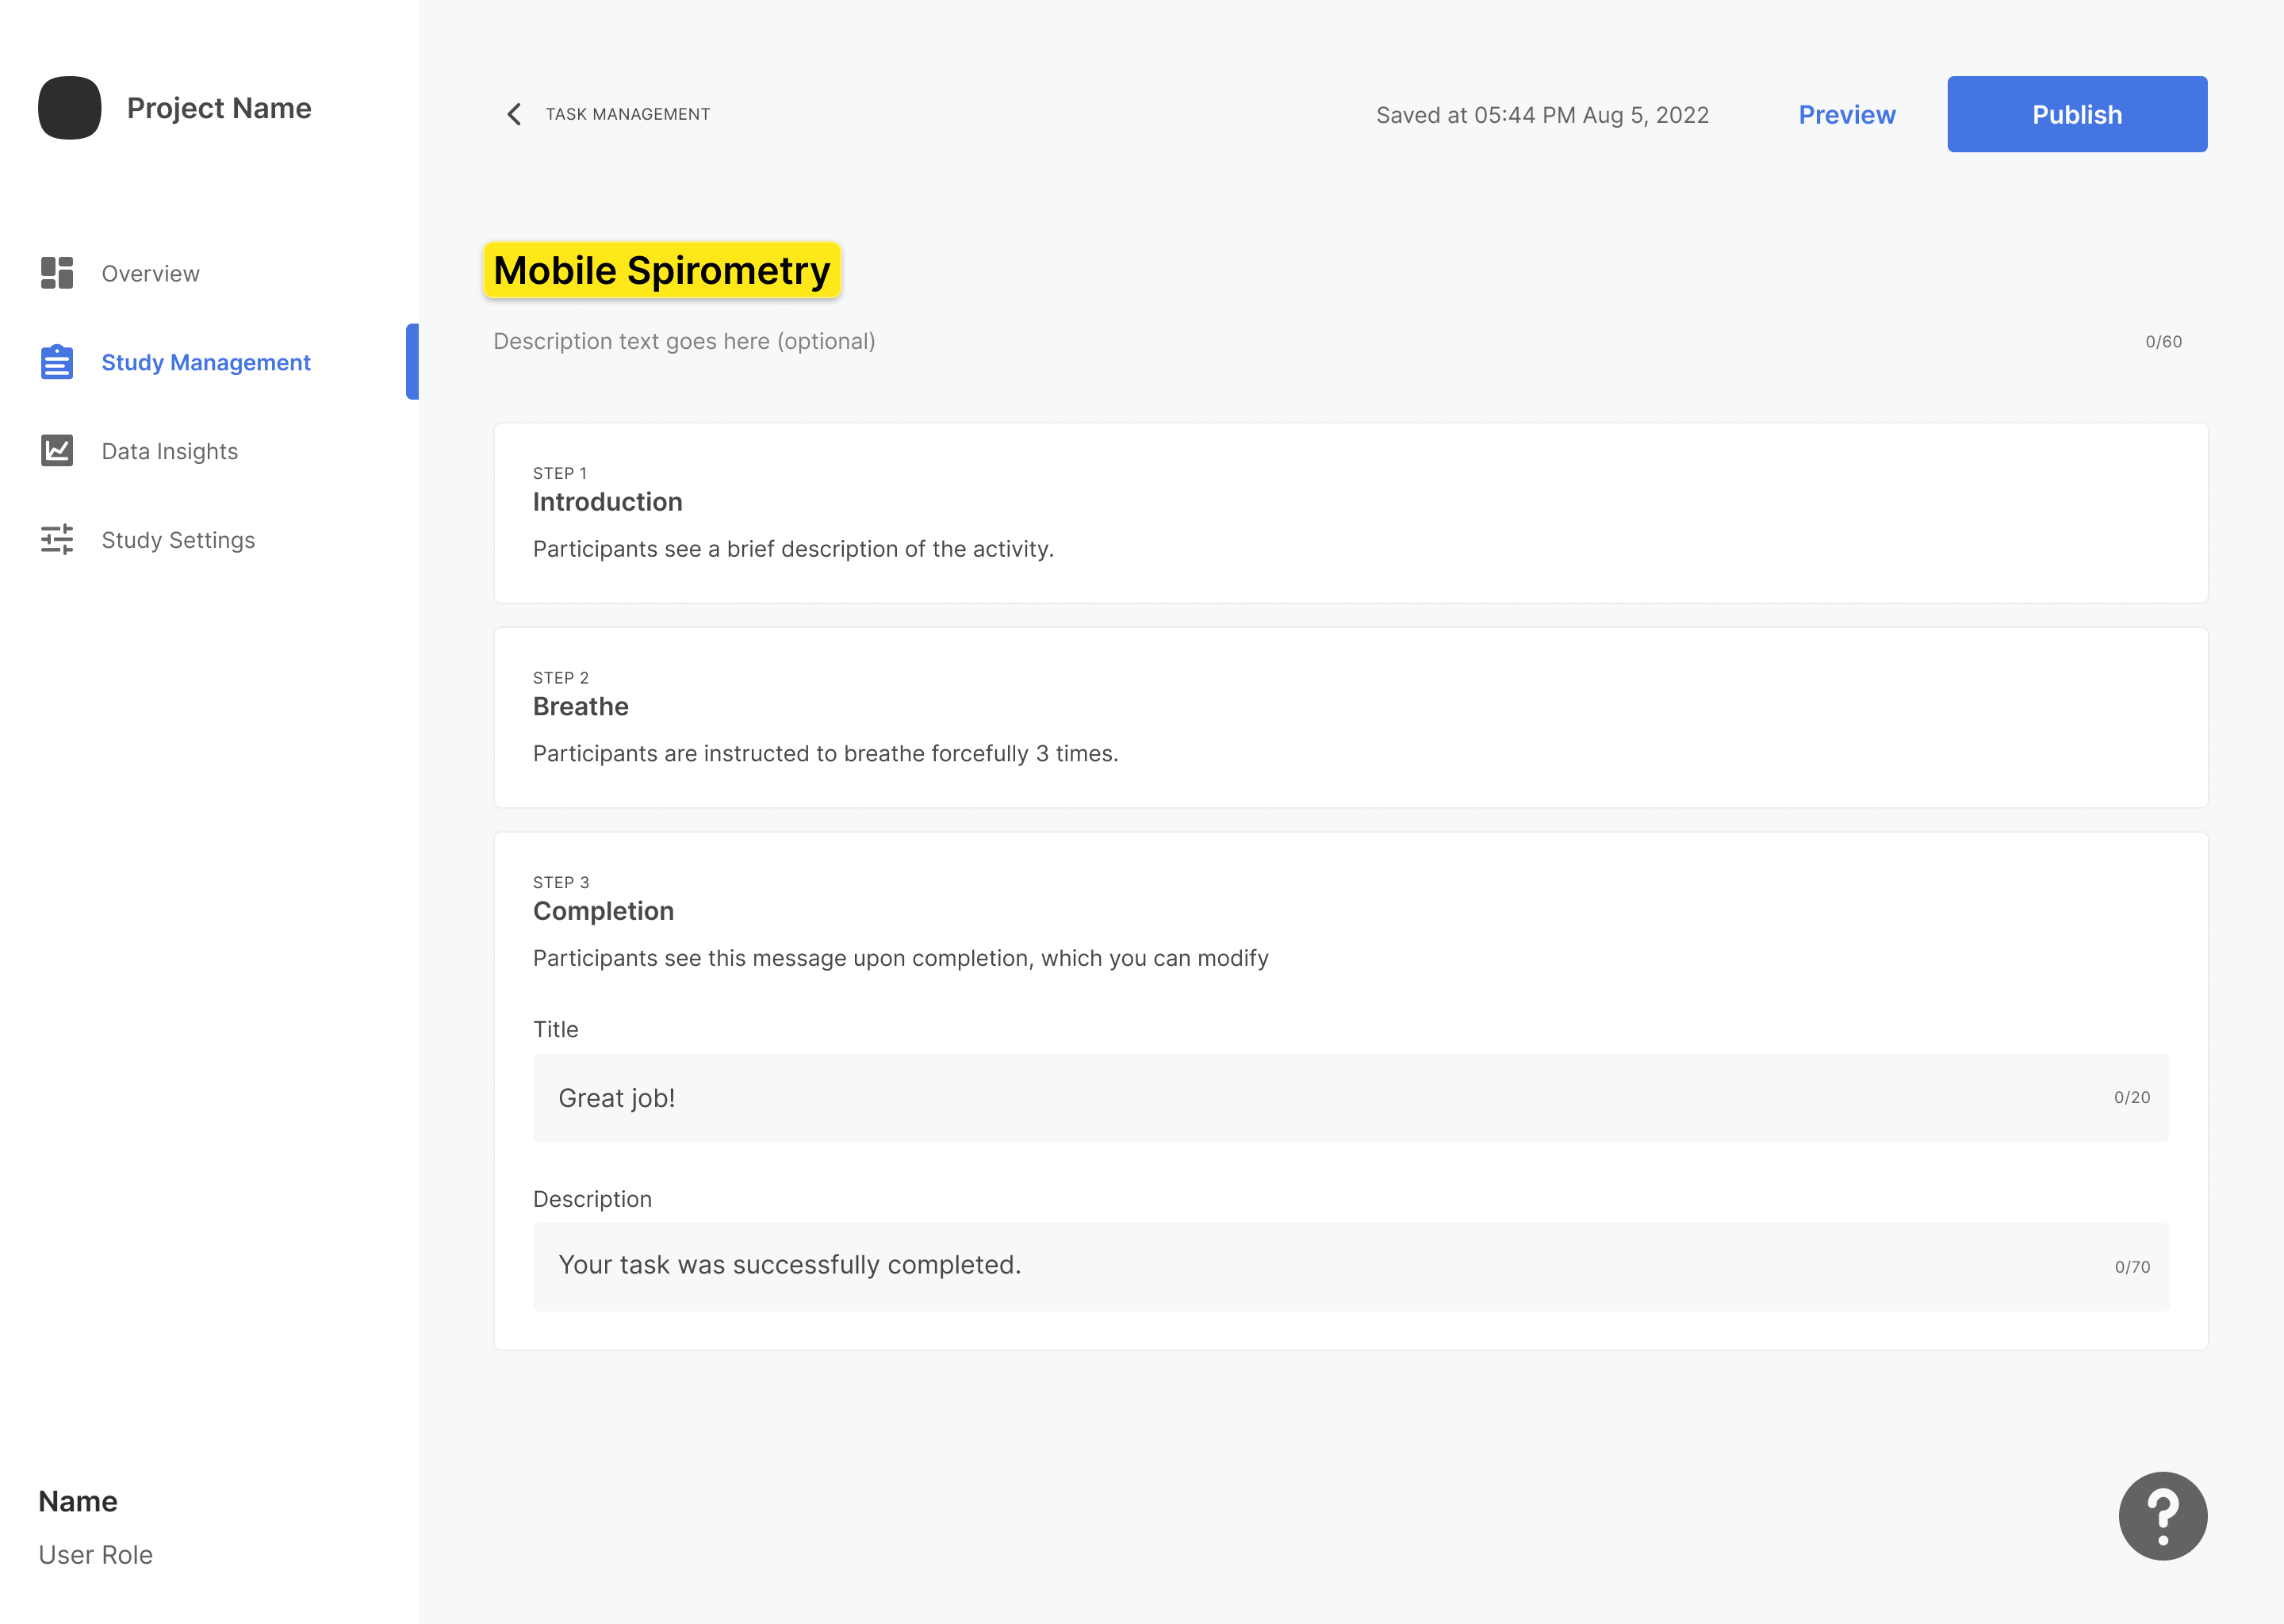 Project Name
Overview
Study Management
Data Insights
Study Settings
Name
User Role
TASK MANAGEMENT
Saved at 05:44 PM Aug 5, 2022
Preview
Publish
Mobile Spirometry
Description text goes here (optional)
0/60
STEP 1
Introduction
Participants see a brief description of the activity.
STEP 2
Breathe
Participants are instructed to breathe forcefully 3 times.
STEP 3
Completion
Participants see this message upon completion, which you can modify
Title
Great job!
0/20
Description
Your task was successfully completed.
0/70
?